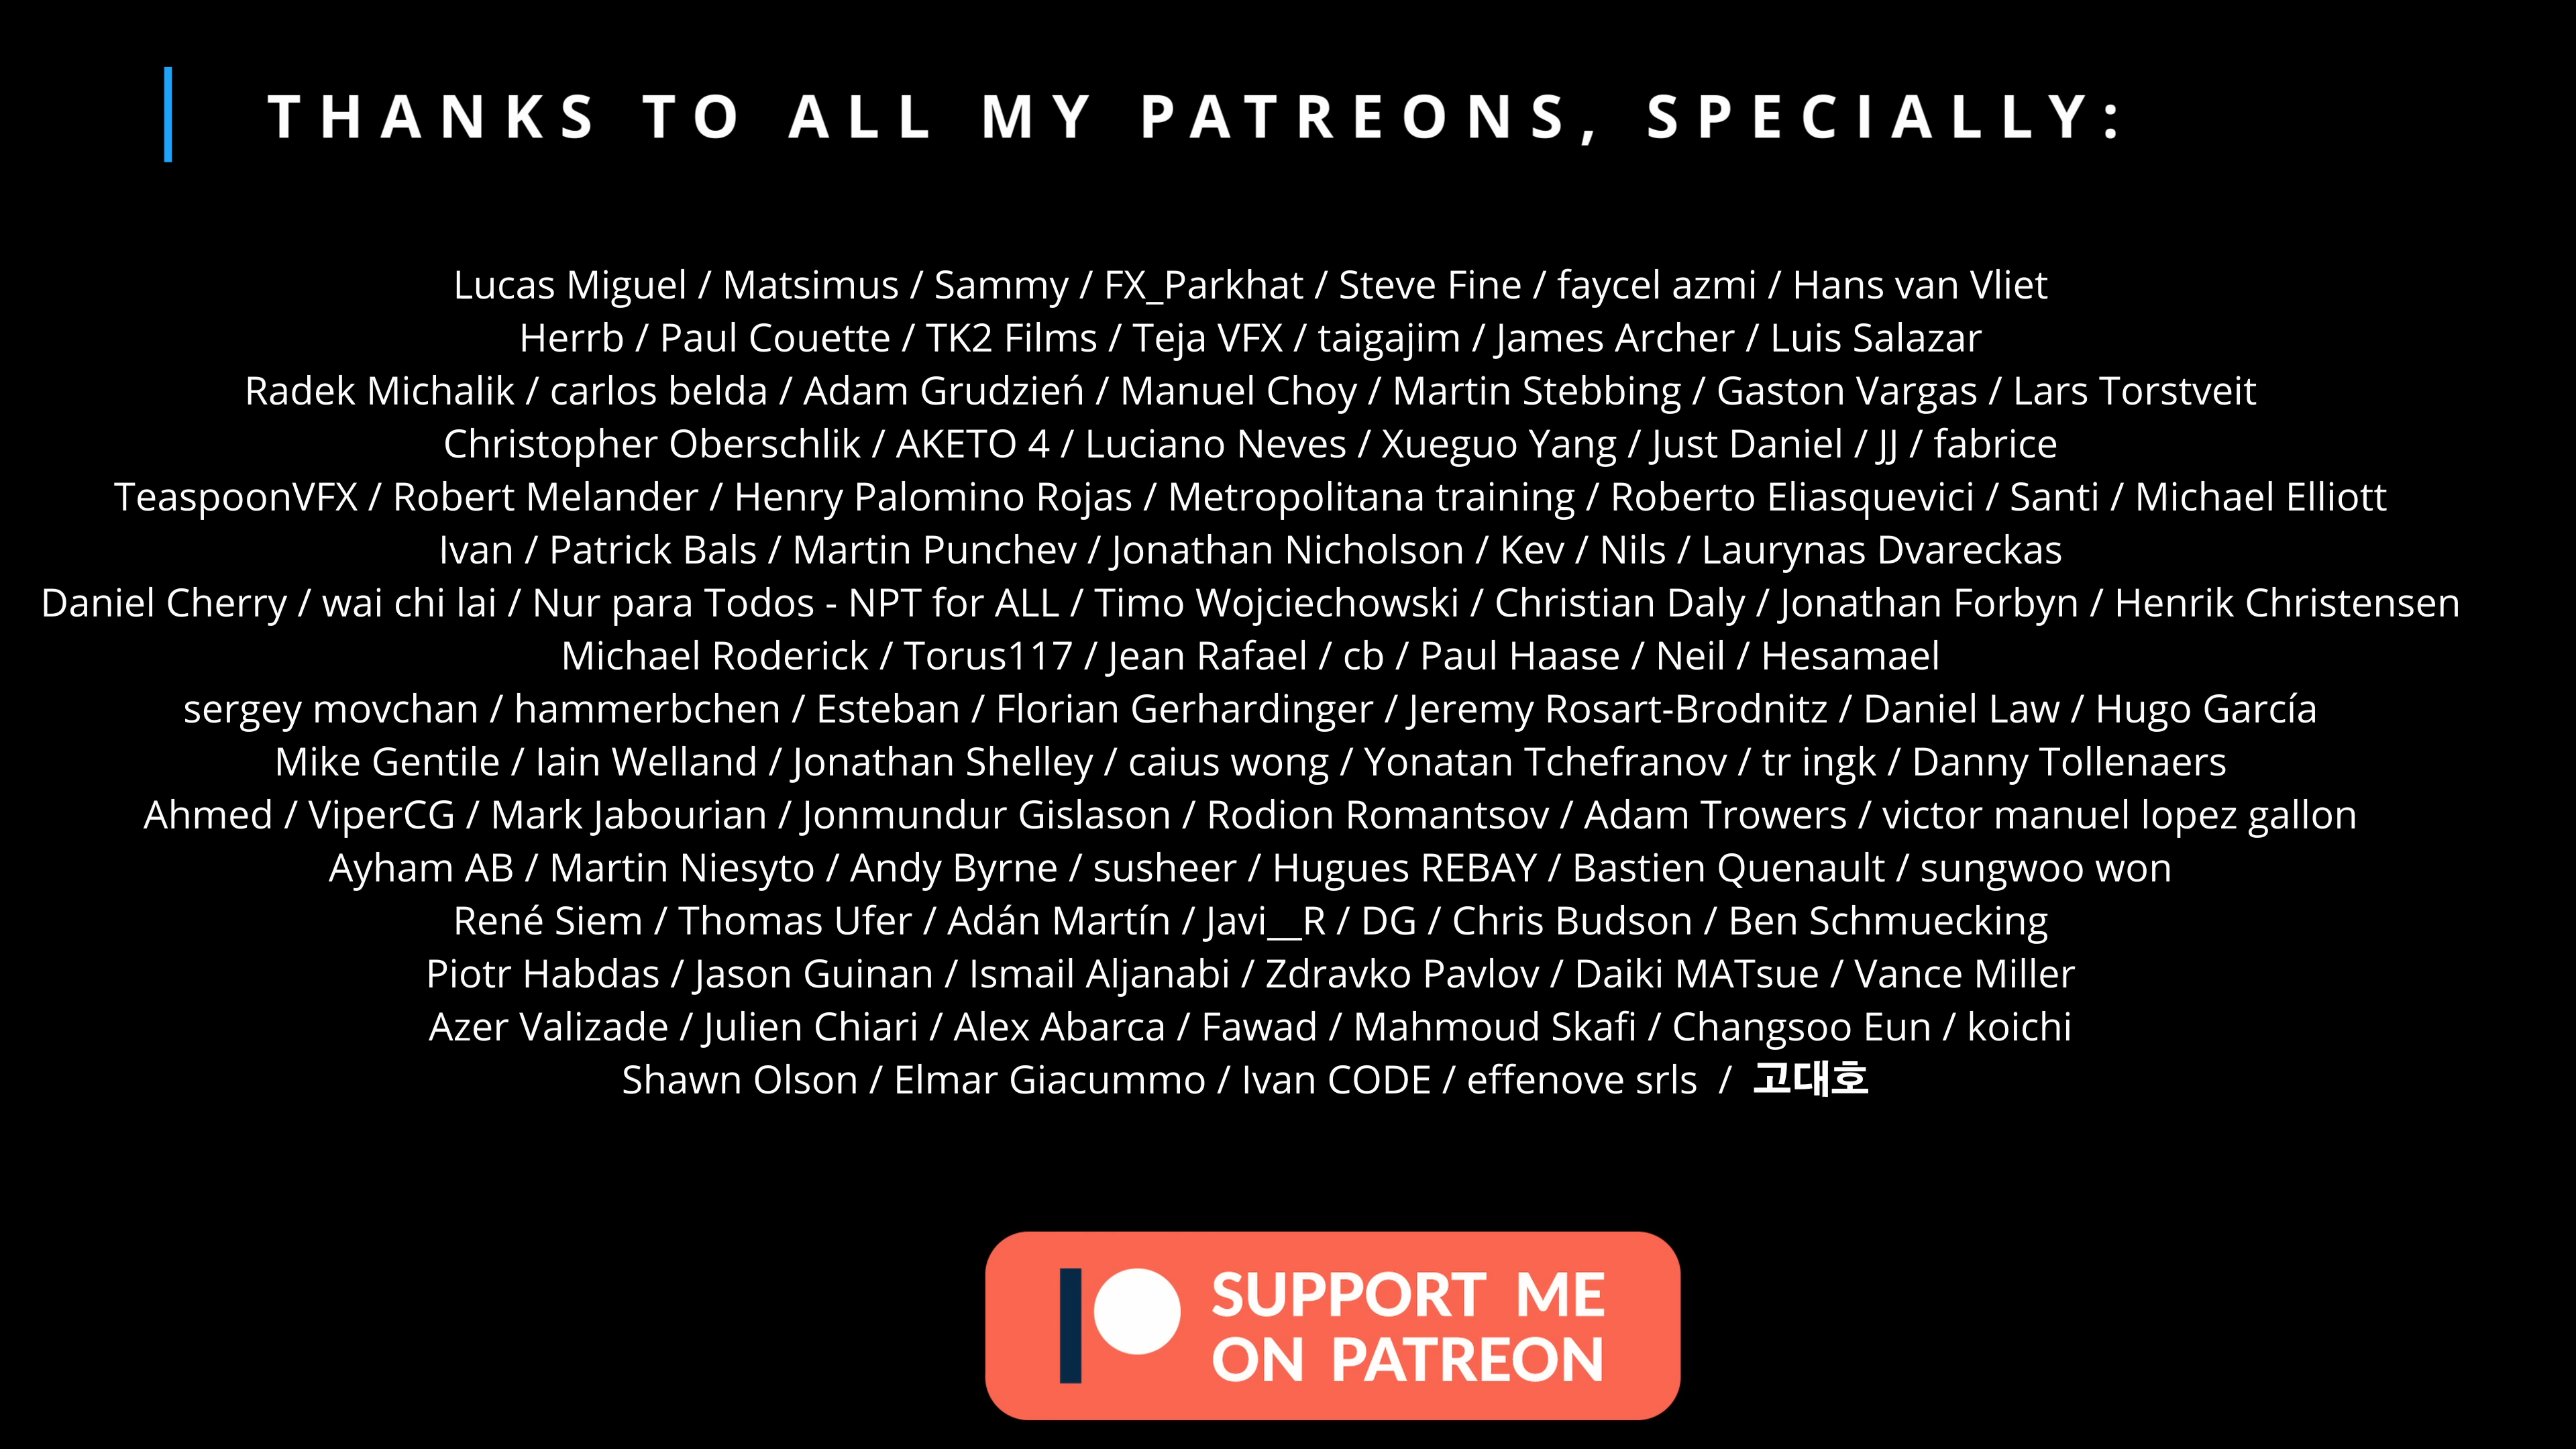 THANKS TO ALL MY PATREONS, SPECIALLY:
Lucas Miguel / Matsimus / Sammy / FX_Parkhat / Steve Fine / faycel azmi / Hans van Vliet
Herrb / Paul Couette / TK2 Films / Teja VFX / taigajim / James Archer / Luis Salazar
Radek Michalik / carlos belda / Adam Grudzień / Manuel Choy / Martin Stebbing / Gaston Vargas / Lars Torstveit
Christopher Oberschlik / AKETO 4 / Luciano Neves / Xueguo Yang / Just Daniel / JJ / fabrice
TeaspoonVFX / Robert Melander / Henry Palomino Rojas / Metropolitana training / Roberto Eliasquevici / Santi / Michael Elliott
Ivan / Patrick Bals / Martin Punchev / Jonathan Nicholson / Kev / Nils / Laurynas Dvareckas
Daniel Cherry / wai chi lai / Nur para Todos - NPT for ALL / Timo Wojciechowski / Christian Daly / Jonathan Forbyn / Henrik Christensen
Michael Roderick / Torus117 / Jean Rafael / cb / Paul Haase / Neil / Hesamael
sergey movchan / hammerbchen / Esteban / Florian Gerhardinger / Jeremy Rosart-Brodnitz / Daniel Law / Hugo García
Mike Gentile / Iain Welland / Jonathan Shelley / caius wong / Yonatan Tchefranov / tr ingk / Danny Tollenaers
Ahmed / ViperCG / Mark Jabourian / Jonmundur Gislason / Rodion Romantsov / Adam Trowers / victor manuel lopez gallon
Ayham AB / Martin Niesyto / Andy Byrne / susheer / Hugues REBAY / Bastien Quenault / sungwoo won
René Siem / Thomas Ufer / Adán Martín / Javi__R / DG / Chris Budson / Ben Schmuecking
Piotr Habdas / Jason Guinan / Ismail Aljanabi / Zdravko Pavlov / Daiki MATsue / Vance Miller
Azer Valizade / Julien Chiari / Alex Abarca / Fawad / Mahmoud Skafi / Changsoo Eun / koichi
Shawn Olson / Elmar Giacummo / Ivan CODE / effenove srls / 고대호
SUPPORT ME
ON PATREON